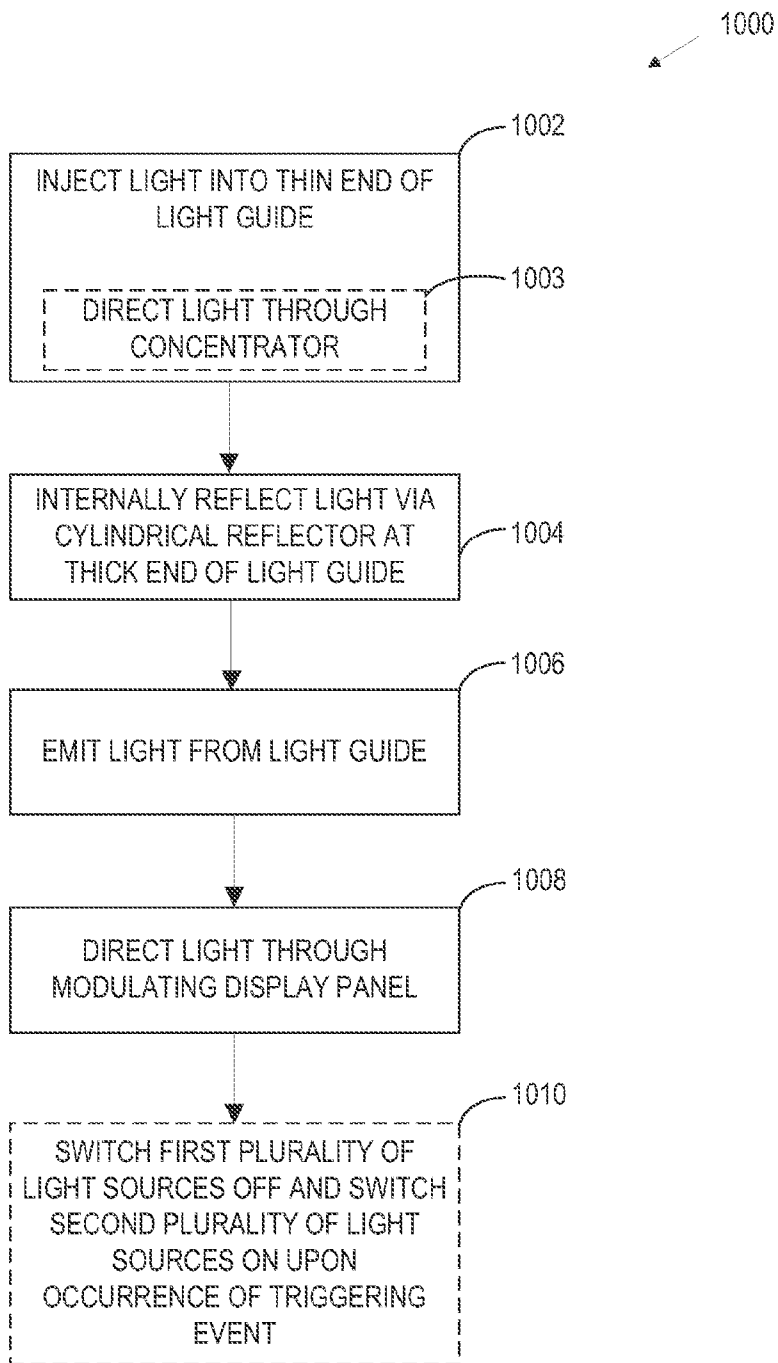 1000
1002
INJECT LIGHT INTO THIN END OF
LIGHT GUIDE
1003
DIRECT LIGHT THROUGH
CONCENTRATOR
INTERNALLY REFLECT LIGHT VIA
CYLINDRICAL REFLECTOR AT
THICK END OF LIGHT GUIDE
1004
1006
EMIT LIGHT FROM LIGHT GUIDE
1008
DIRECT LIGHT THROUGH
MODULATING DISPLAY PANEL
1010
SWITCH FIRST PLURALITY OF
LIGHT SOURCES OFF AND SWITCH
SECOND PLURALITY OF LIGHT
SOURCES ON UPON
OCCURRENCE OF TRIGGERING
EVENT